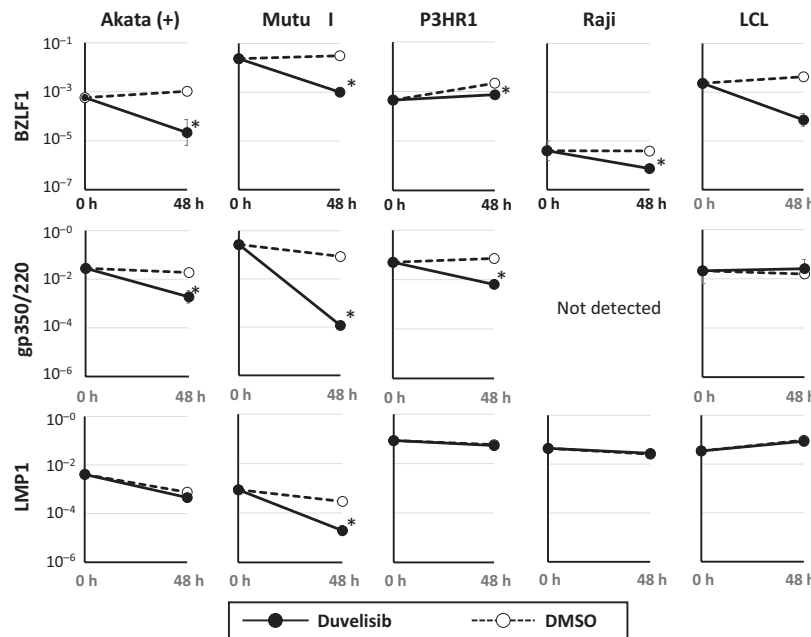 Akata (+) Mutu I P3HR1 Raji LCL
BZLF1
10⁻¹
10⁻³
10⁻⁵
10⁻⁷
* * * *
0 h 48 h 0 h 48 h 0 h 48 h 0 h 48 h 0 h 48 h
gp350/220
10⁻⁰
10⁻²
10⁻⁴
10⁻⁶
* * *
Not detected
0 h 48 h 0 h 48 h 0 h 48 h 0 h 48 h
LMP1
10⁻⁰
10⁻²
10⁻⁴
10⁻⁶
*
0 h 48 h 0 h 48 h 0 h 48 h 0 h 48 h 0 h 48 h
Duvelisib DMSO